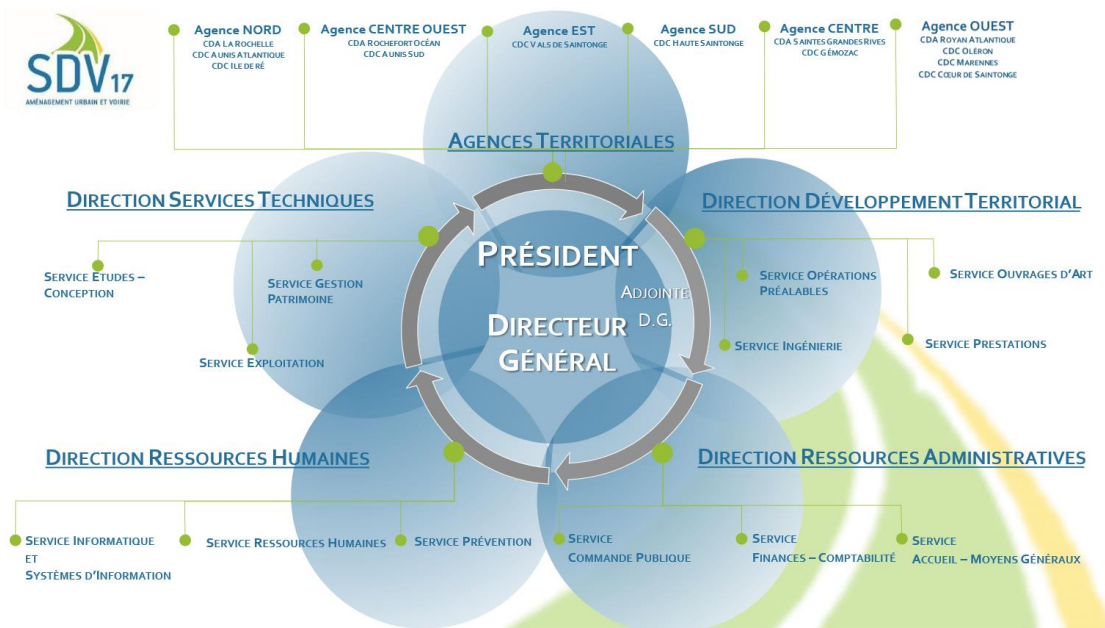 SDV17
AMÉNAGEMENT URBAIN ET VOIRIE
Agence NORD
CDA LA ROCHELLE
CDC AUNIS ATLANTIQUE
CDC ILE DE RÉ
Agence CENTRE OUEST
CDA ROCHEFORT OCÉAN
CDC AUNIS SUD
Agence EST
CDC VALS DE SAINTONGE
Agence SUD
CDC HAUTE SAINTONGE
Agence CENTRE
CDA SAINTES GRANDES RIVES
CDC GÉMOZAC
Agence OUEST
CDA ROYAN ATLANTIQUE
CDC OLÉRON
CDC MARENNES
CDC CŒUR DE SAINTONGE
AGENCES TERRITORIALES
DIRECTION SERVICES TECHNIQUES
SERVICE ETUDES –
CONCEPTION
SERVICE GESTION
PATRIMOINE
SERVICE EXPLOITATION
PRÉSIDENT
ADJOINTE
D.G.
DIRECTEUR
GÉNÉRAL
DIRECTION DÉVELOPPEMENT TERRITORIAL
SERVICE OPÉRATIONS
PRÉALABLES
SERVICE OUVRAGES D'ART
SERVICE INGÉNIERIE
SERVICE PRESTATIONS
DIRECTION RESSOURCES HUMAINES
SERVICE INFORMATIQUE
ET
SYSTÈMES D'INFORMATION
SERVICE RESSOURCES HUMAINES
SERVICE PRÉVENTION
DIRECTION RESSOURCES ADMINISTRATIVES
SERVICE
COMMANDE PUBLIQUE
SERVICE
FINANCES – COMPTABILITÉ
SERVICE
ACCUEIL – MOYENS GÉNÉRAUX